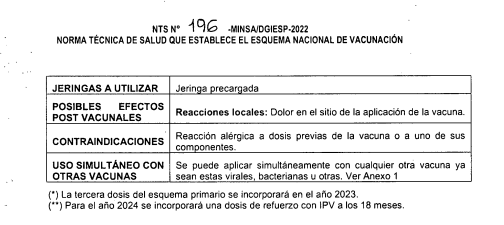 NTS N° 196 -MINSA/DGIESP-2022
NORMA TÉCNICA DE SALUD QUE ESTABLECE EL ESQUEMA NACIONAL DE VACUNACIÓN
JERINGAS A UTILIZAR Jeringa precargada
POSIBLES EFECTOS
POST VACUNALES
Reacciones locales: Dolor en el sitio de la aplicación de la vacuna.
CONTRAINDICACIONES
Reacción alérgica a dosis previas de la vacuna o a uno de sus
componentes.
USO SIMULTÁNEO CON
OTRAS VACUNAS
Se puede aplicar simultáneamente con cualquier otra vacuna ya
sean estas virales, bacterianas u otras. Ver Anexo 1
(*) La tercera dosis del esquema primario se incorporará en el año 2023.
(**) Para el año 2024 se incorporará una dosis de refuerzo con IPV a los 18 meses.